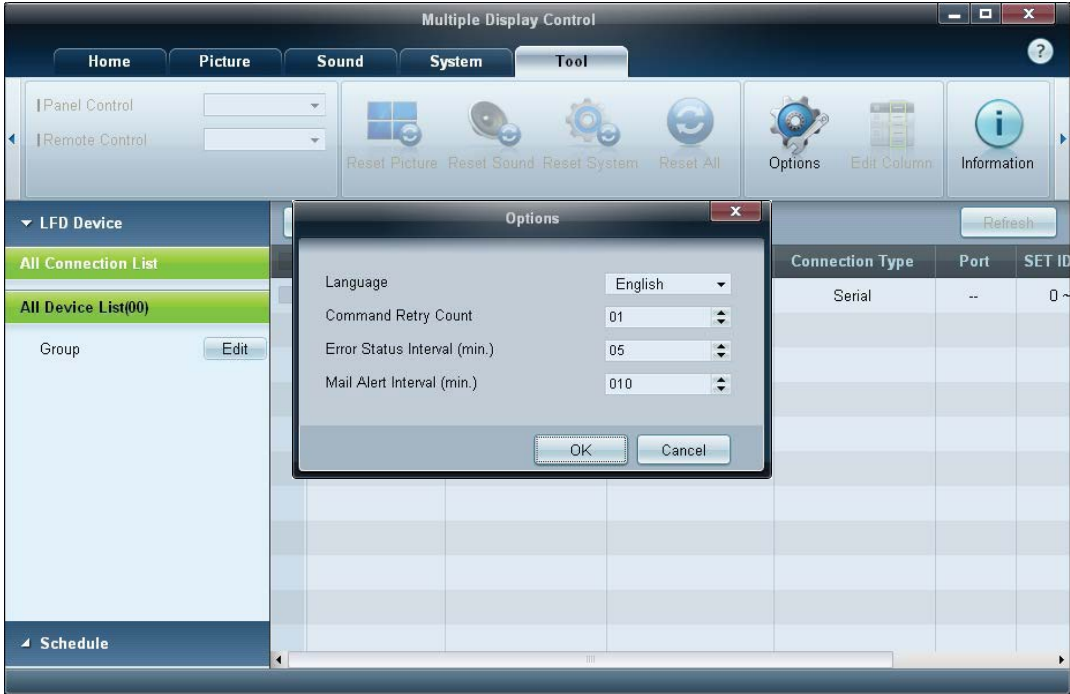 Multiple Display Control
Home Picture Sound System Tool
?
Panel Control
Remote Control
Reset Picture Reset Sound Reset System Reset All Options Edit Column Information
LFD Device
Refresh
All Connection List
Connection Type Port SET ID
All Device List(00)
Serial -- 0 ~
Group Edit
Options
Language English
Command Retry Count 01
Error Status Interval (min.) 05
Mail Alert Interval (min.) 010
OK Cancel
Schedule